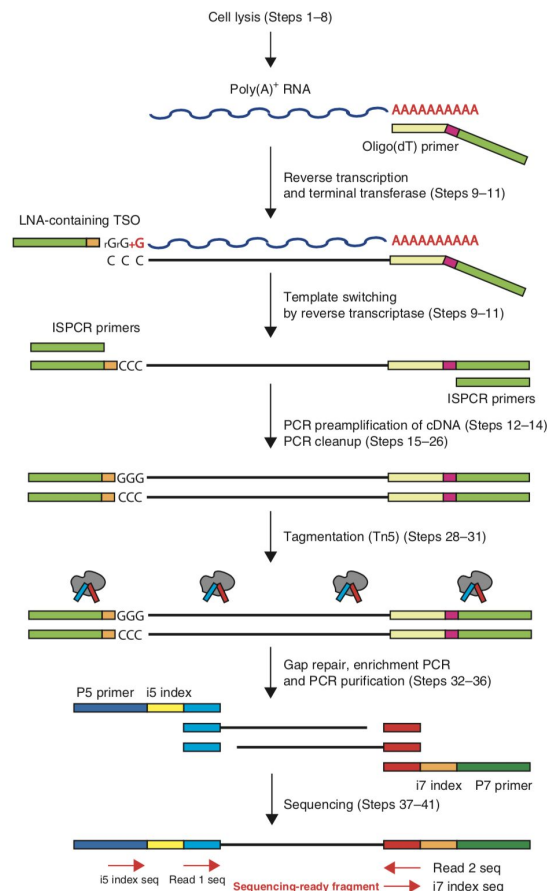 Cell lysis (Steps 1–8)
Poly(A)+ RNA
AAAAAAAAAA
Oligo(dT) primer
Reverse transcription
and terminal transferase (Steps 9–11)
LNA-containing TSO
rGrG+G
AAAAAAAAAA
C C C
Template switching
by reverse transcriptase (Steps 9–11)
ISPCR primers
CCC
ISPCR primers
PCR preamplification of cDNA (Steps 12–14)
PCR cleanup (Steps 15–26)
GGG
CCC
Tagmentation (Tn5) (Steps 28–31)
GGG
CCC
Gap repair, enrichment PCR
and PCR purification (Steps 32–36)
P5 primer i5 index
i7 index P7 primer
Sequencing (Steps 37–41)
i5 index seq Read 1 seq Read 2 seq
Sequencing-ready fragment i7 index seq